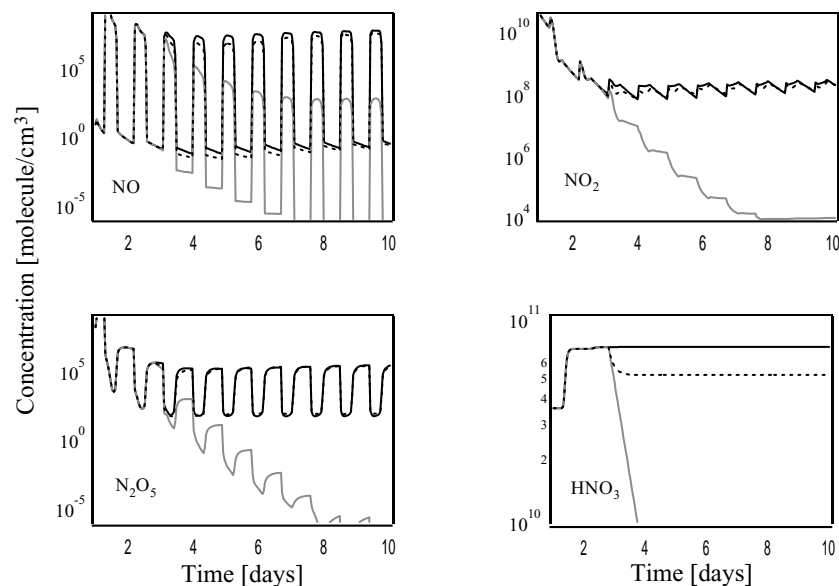 Concentration [molecule/cm³]
10⁵
10⁰
10⁻⁵
NO
2 4 6 8 10
10¹⁰
10⁸
10⁶
10⁴
NO₂
2 4 6 8 10
10⁵
10⁰
10⁻⁵
N₂O₅
2 4 6 8 10
Time [days]
10¹¹
6
5
4
3
2
10¹⁰
HNO₃
2 4 6 8 10
Time [days]